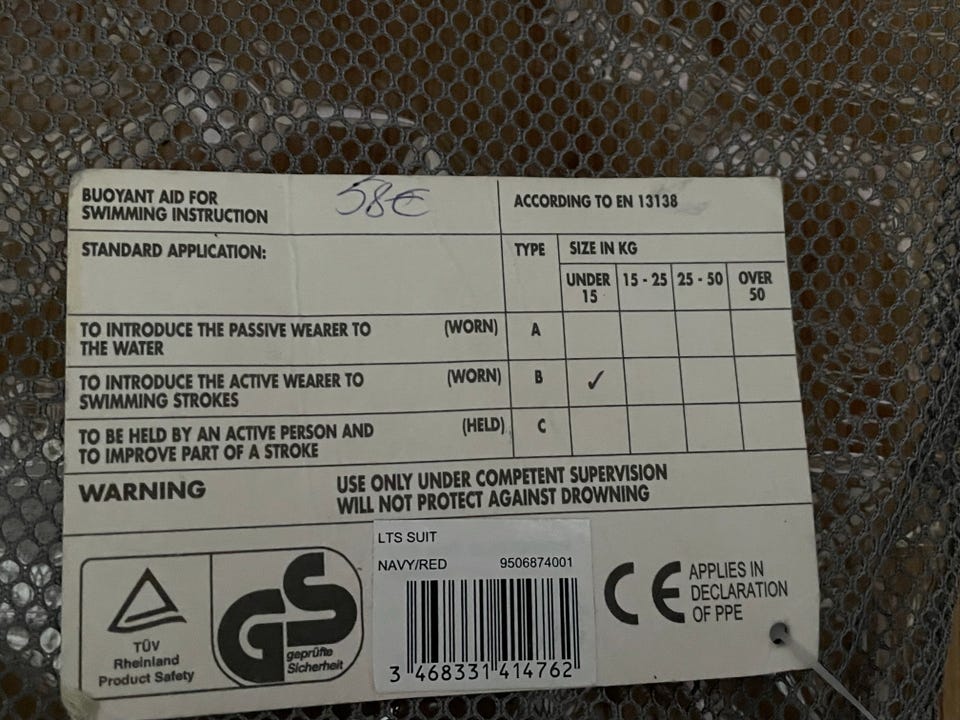 BUOYANT AID FOR
SWIMMING INSTRUCTION
58€
ACCORDING TO EN 13138
STANDARD APPLICATION:
TYPE
SIZE IN KG
UNDER 15
15 - 25
25 - 50
OVER 50
TO INTRODUCE THE PASSIVE WEARER TO
THE WATER
(WORN)
A
TO INTRODUCE THE ACTIVE WEARER TO
SWIMMING STROKES
(WORN)
B
✓
TO BE HELD BY AN ACTIVE PERSON AND
TO IMPROVE PART OF A STROKE
(HELD)
C
WARNING
USE ONLY UNDER COMPETENT SUPERVISION
WILL NOT PROTECT AGAINST DROWNING
TÜV
Rheinland
Product Safety
GS
geprüfte
Sicherheit
LTS SUIT
NAVY/RED 9506874001
3 468331 414762
CE
APPLIES IN
DECLARATION
OF PPE